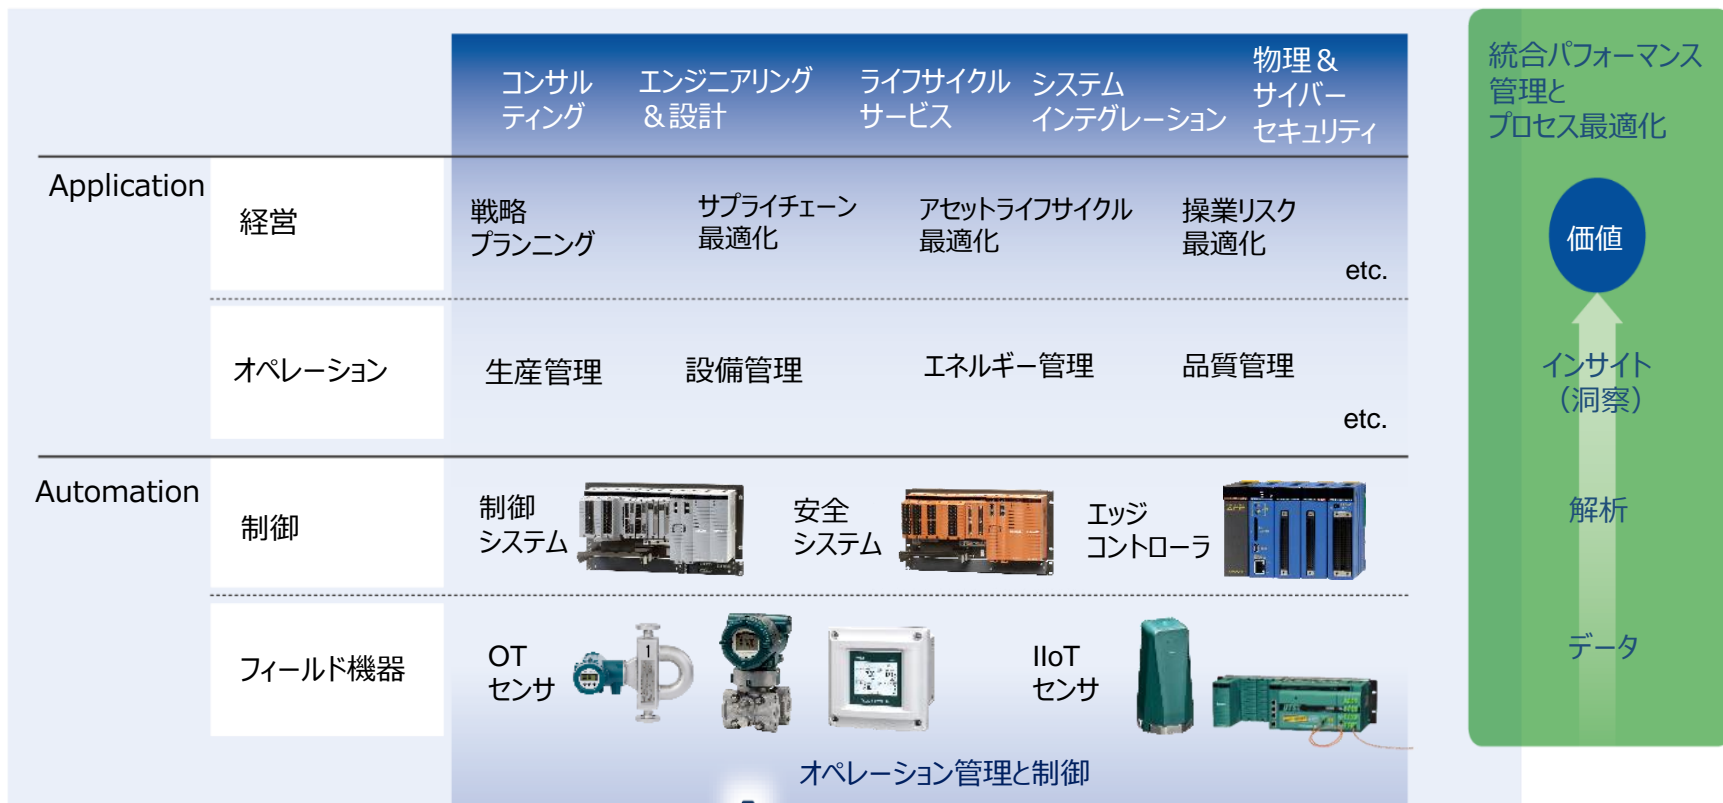 コンサル
ティング
エンジニアリング
&設計
ライフサイクル
サービス
システム
インテグレーション
物理&
サイバー
セキュリティ
統合パフォーマンス
管理と
プロセス最適化
Application
経営
戦略
プランニング
サプライチェーン
最適化
アセットライフサイクル
最適化
操業リスク
最適化
etc.
価値
オペレーション
生産管理
設備管理
エネルギー管理
品質管理
etc.
インサイト
(洞察)
Automation
制御
制御
システム
安全
システム
エッジ
コントローラ
解析
フィールド機器
OT
センサ
1
IIoT
センサ
データ
オペレーション管理と制御